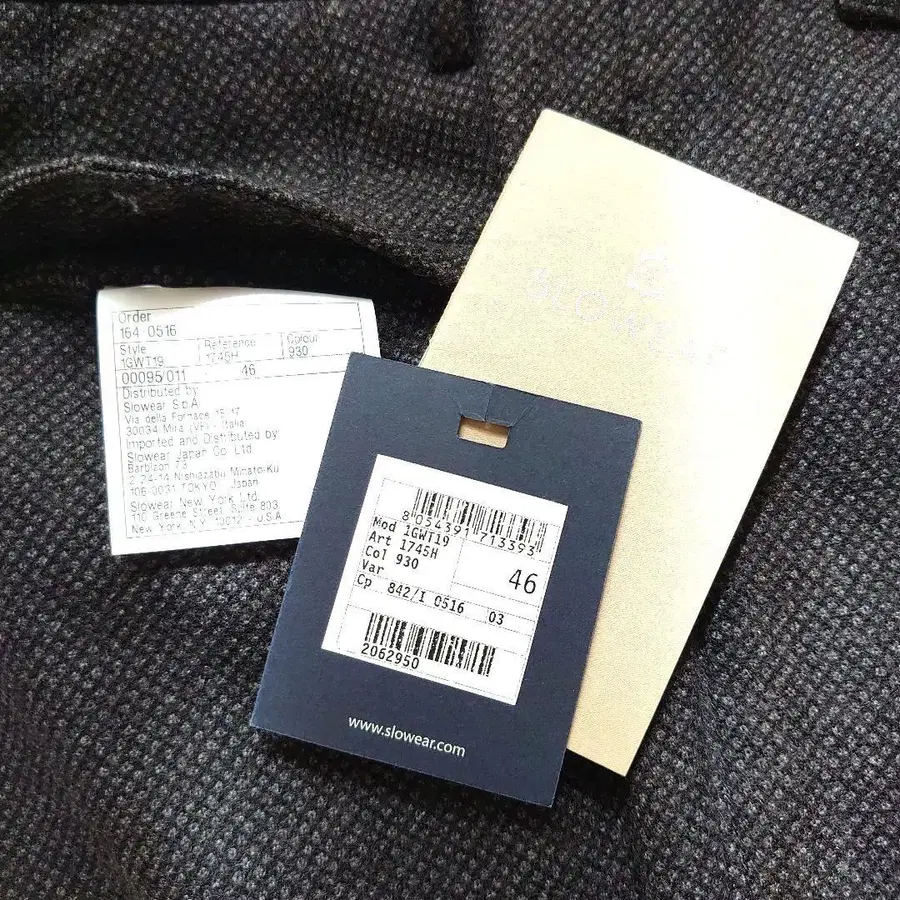 Order
164 0516
Style Reference Colour
1GWT19 1745H 930
00095/011 46
Distributed by
Slowear S.p.A.
Via della Fornace 15-17
30034 Mira (VE) - Italia
Imported and Distributed by:
Slowear Japan Co Ltd
Barbizon 73
2-24-14 Nishiazabu Minato-Ku
106-0031 TOKYO - Japan
Slowear New York Ltd.
110 Greene Street, Suite 803
New York, N.Y. 10012 - U.S.A.
SLOWEAR
8 054391 713393
Mod 1GWT19
Art 1745H
Col 930
Var
46
Cp 842/I 0516 03
2062950
www.slowear.com